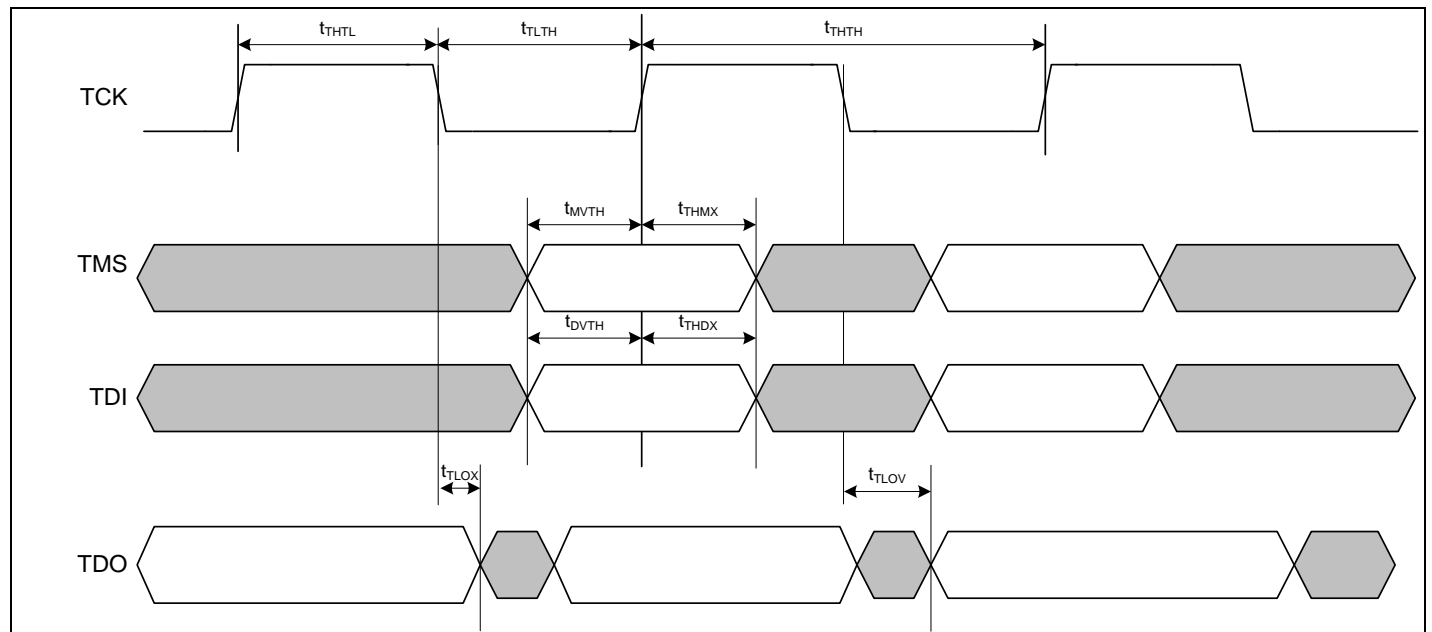 tTHTL tTLTH tTHTH
TCK
tMVTH tTHMX
TMS
tDVTH tTHDX
TDI
tTLOX tTLOV
TDO